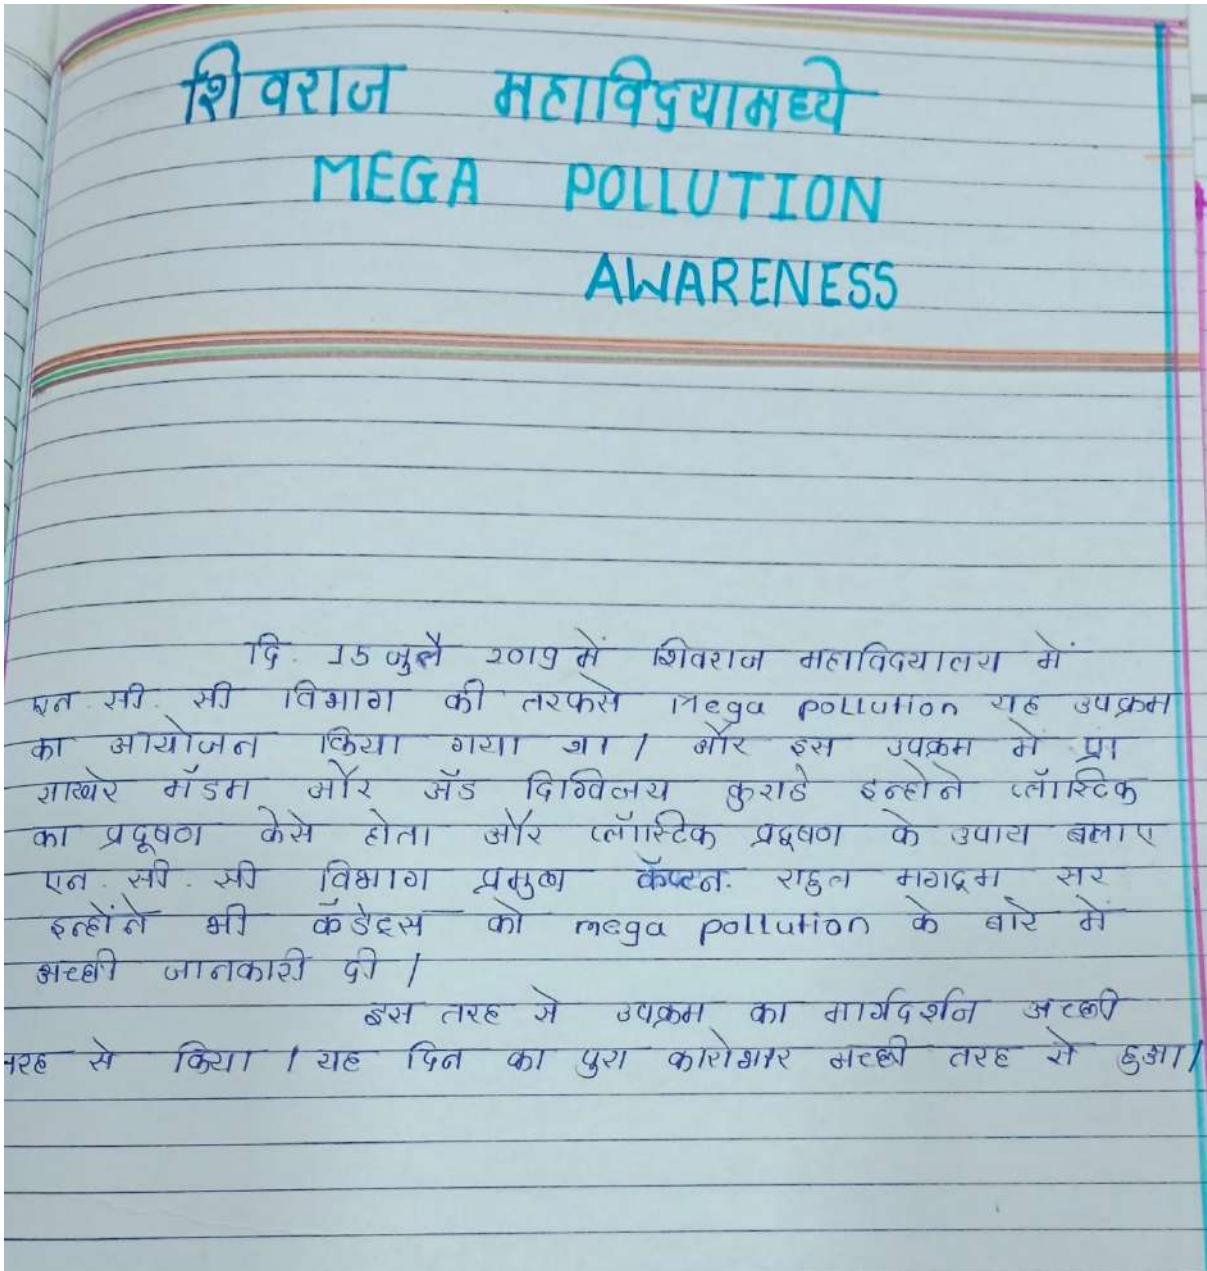 शिवराज महाविद्यामध्ये
MEGA POLLUTION
AWARENESS
दि. 15 जुलै 2019 में शिवराज महाविद्यालय में
एन. सी. सी विभाग की तरफसे Mega pollution यह उपक्रम
का आयोजन किया गया था / और इस उपक्रम में प्रा
साखरे मॅडम और अॅड दिग्विजय कुराडे इन्होने प्लॅास्टिक
का प्रदूषण केसे होता और प्लॅास्टिक प्रदूषण के उपाय बताए
एन. सी. सी विभाग प्रमुख कॅप्टन. राहुल मगदूम सर
इन्होंने भी कॅडेट्स को mega pollution के बारे में
अच्छी जानकारी दी /
इस तरह से उपक्रम का मार्गदर्शन अच्छी
तरह से किया / यह दिन का पुरा कारोभार अच्छी तरह से हुआ /